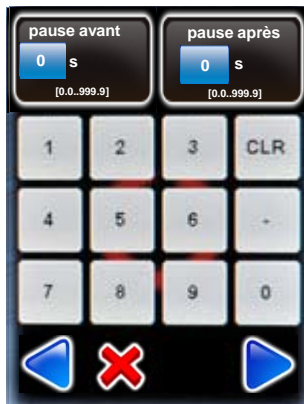 pause avant
pause après
0 s
0 s
[0.0..999.9]
[0.0..999.9]
1 2 3 CLR
4 5 6 -
7 8 9 0